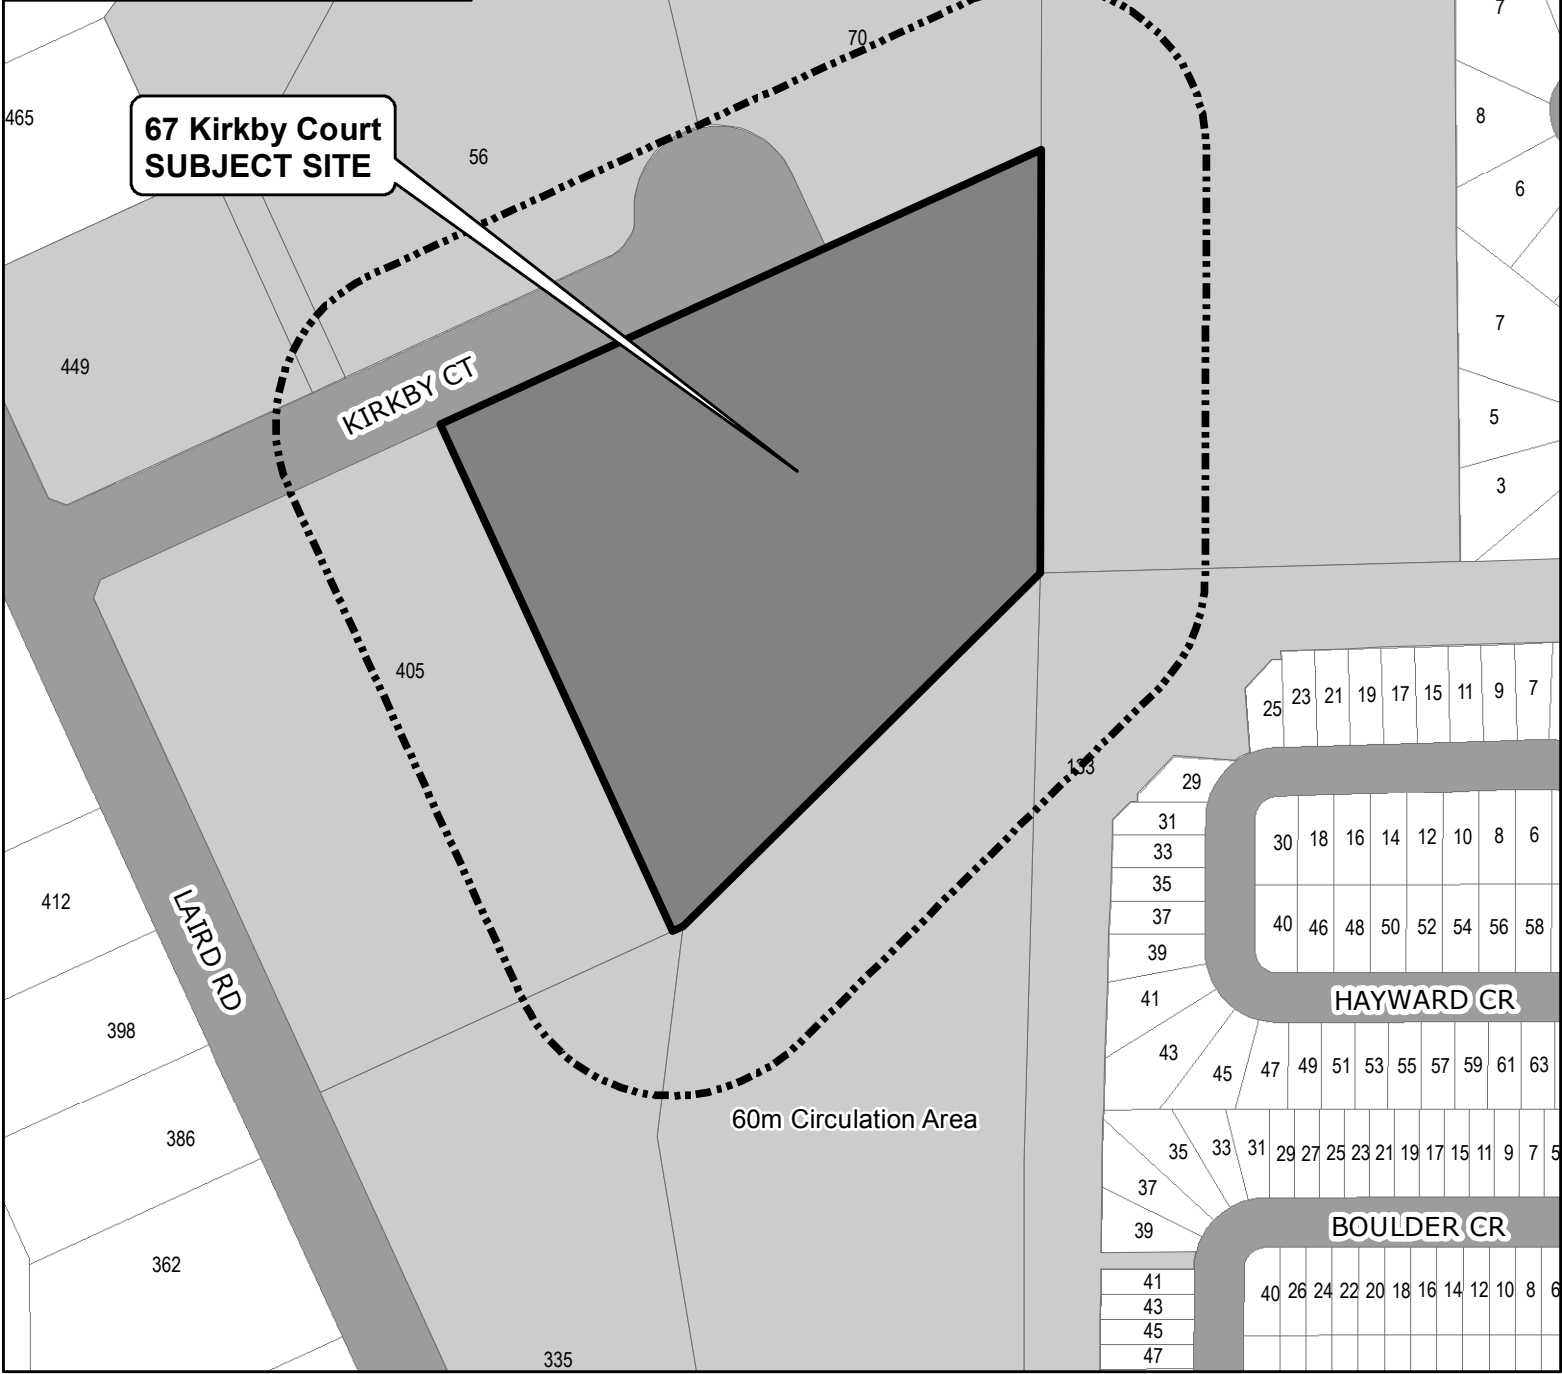 7
70
465
8
67 Kirkby Court
SUBJECT SITE
56
6
7
449
KIRKBY CT
5
3
405
25 23 21 19 17 15 11 9 7
133
29
31
33
35
37
39
41
43
45
30 18 16 14 12 10 8 6
40 46 48 50 52 54 56 58
412
LAIRD RD
HAYWARD CR
398
47 49 51 53 55 57 59 61 63
60m Circulation Area
386
35 33 31 29 27 25 23 21 19 17 15 11 9 7 5
37
39
BOULDER CR
362
41
43
45
47
40 26 24 22 20 18 16 14 12 10 8 6
335